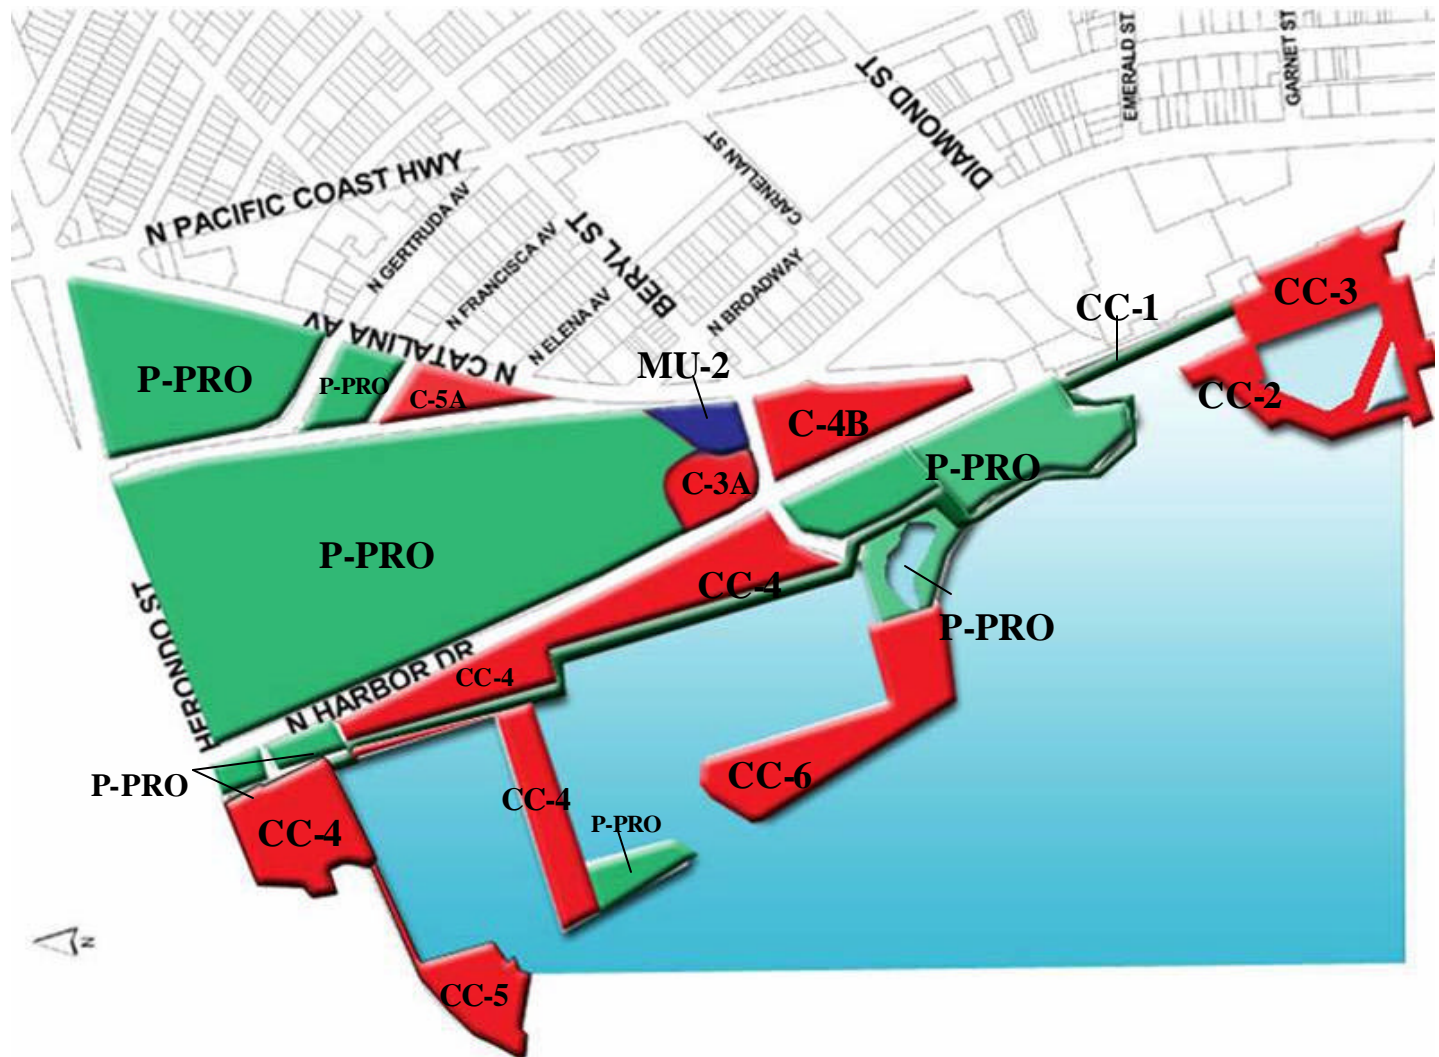 EMERALD ST
GARNET ST
DIAMOND ST
CARNELIAN ST
N PACIFIC COAST HWY
N GERTRUDA AV
N FRANCISCA AV
BERYL ST
N ELENA AV
N BROADWAY
N CATALINA AV
CC-3
CC-1
MU-2
P-PRO
P-PRO
C-5A
CC-2
C-4B
P-PRO
C-3A
P-PRO
CC-4
P-PRO
HERONDO ST
N HARBOR DR
CC-4
P-PRO
CC-6
CC-4
CC-4
P-PRO
N
CC-5